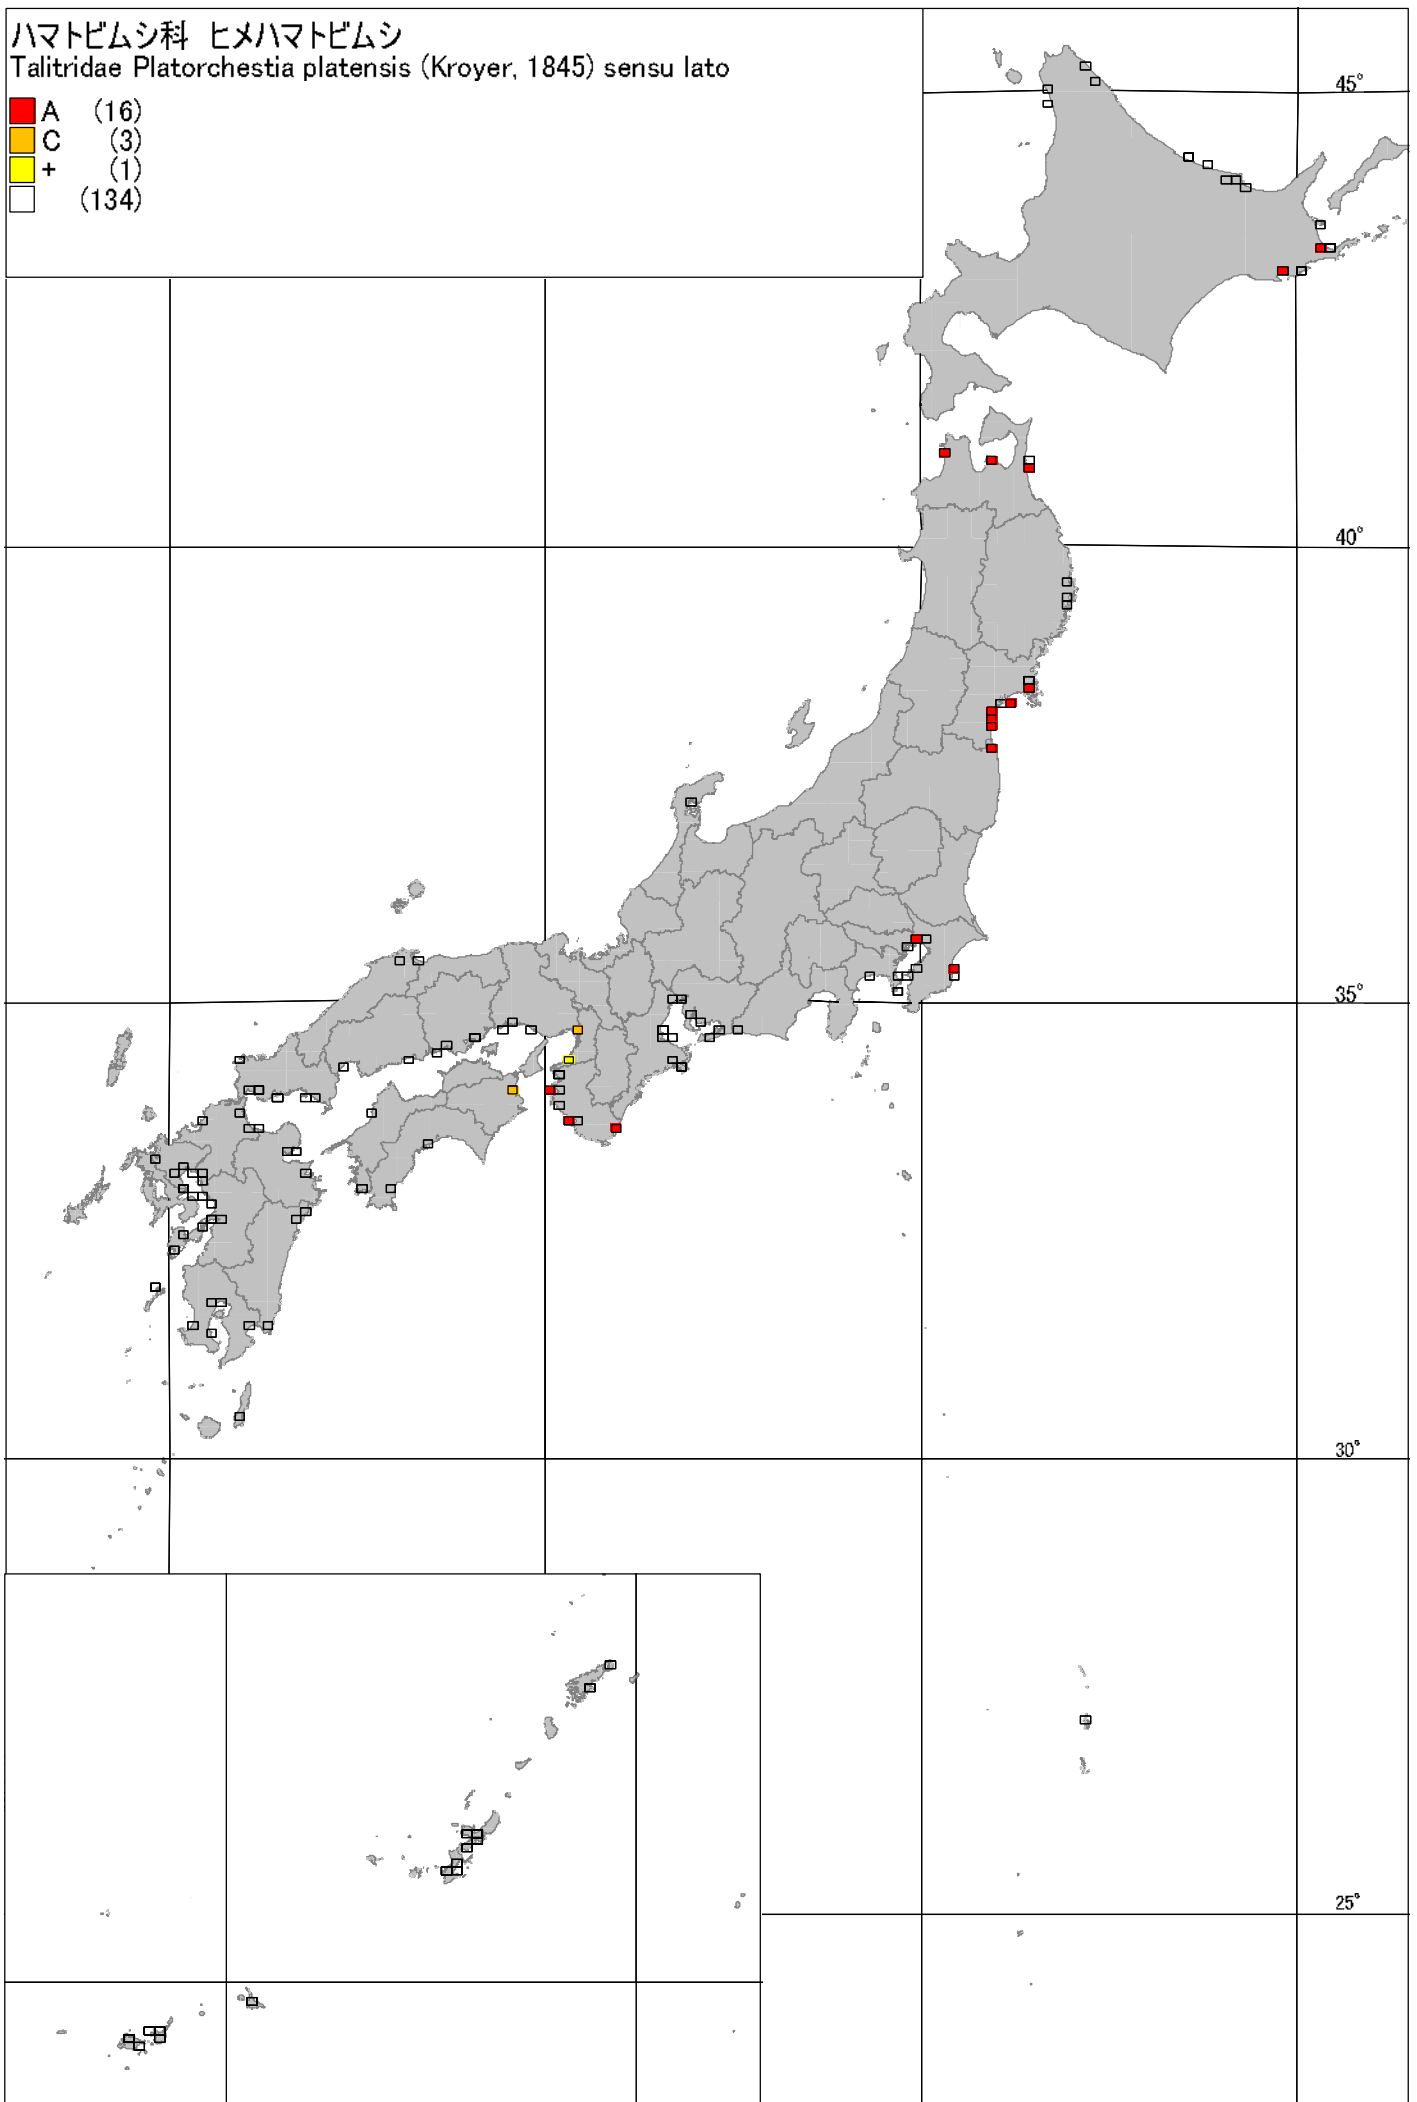 ハマトビムシ科 ヒメハマトビムシ
Talitridae Platorchestia platensis (Kroyer, 1845) sensu lato
A (16)
C (3)
+ (1)
(134)
45°
40°
35°
30°
25°